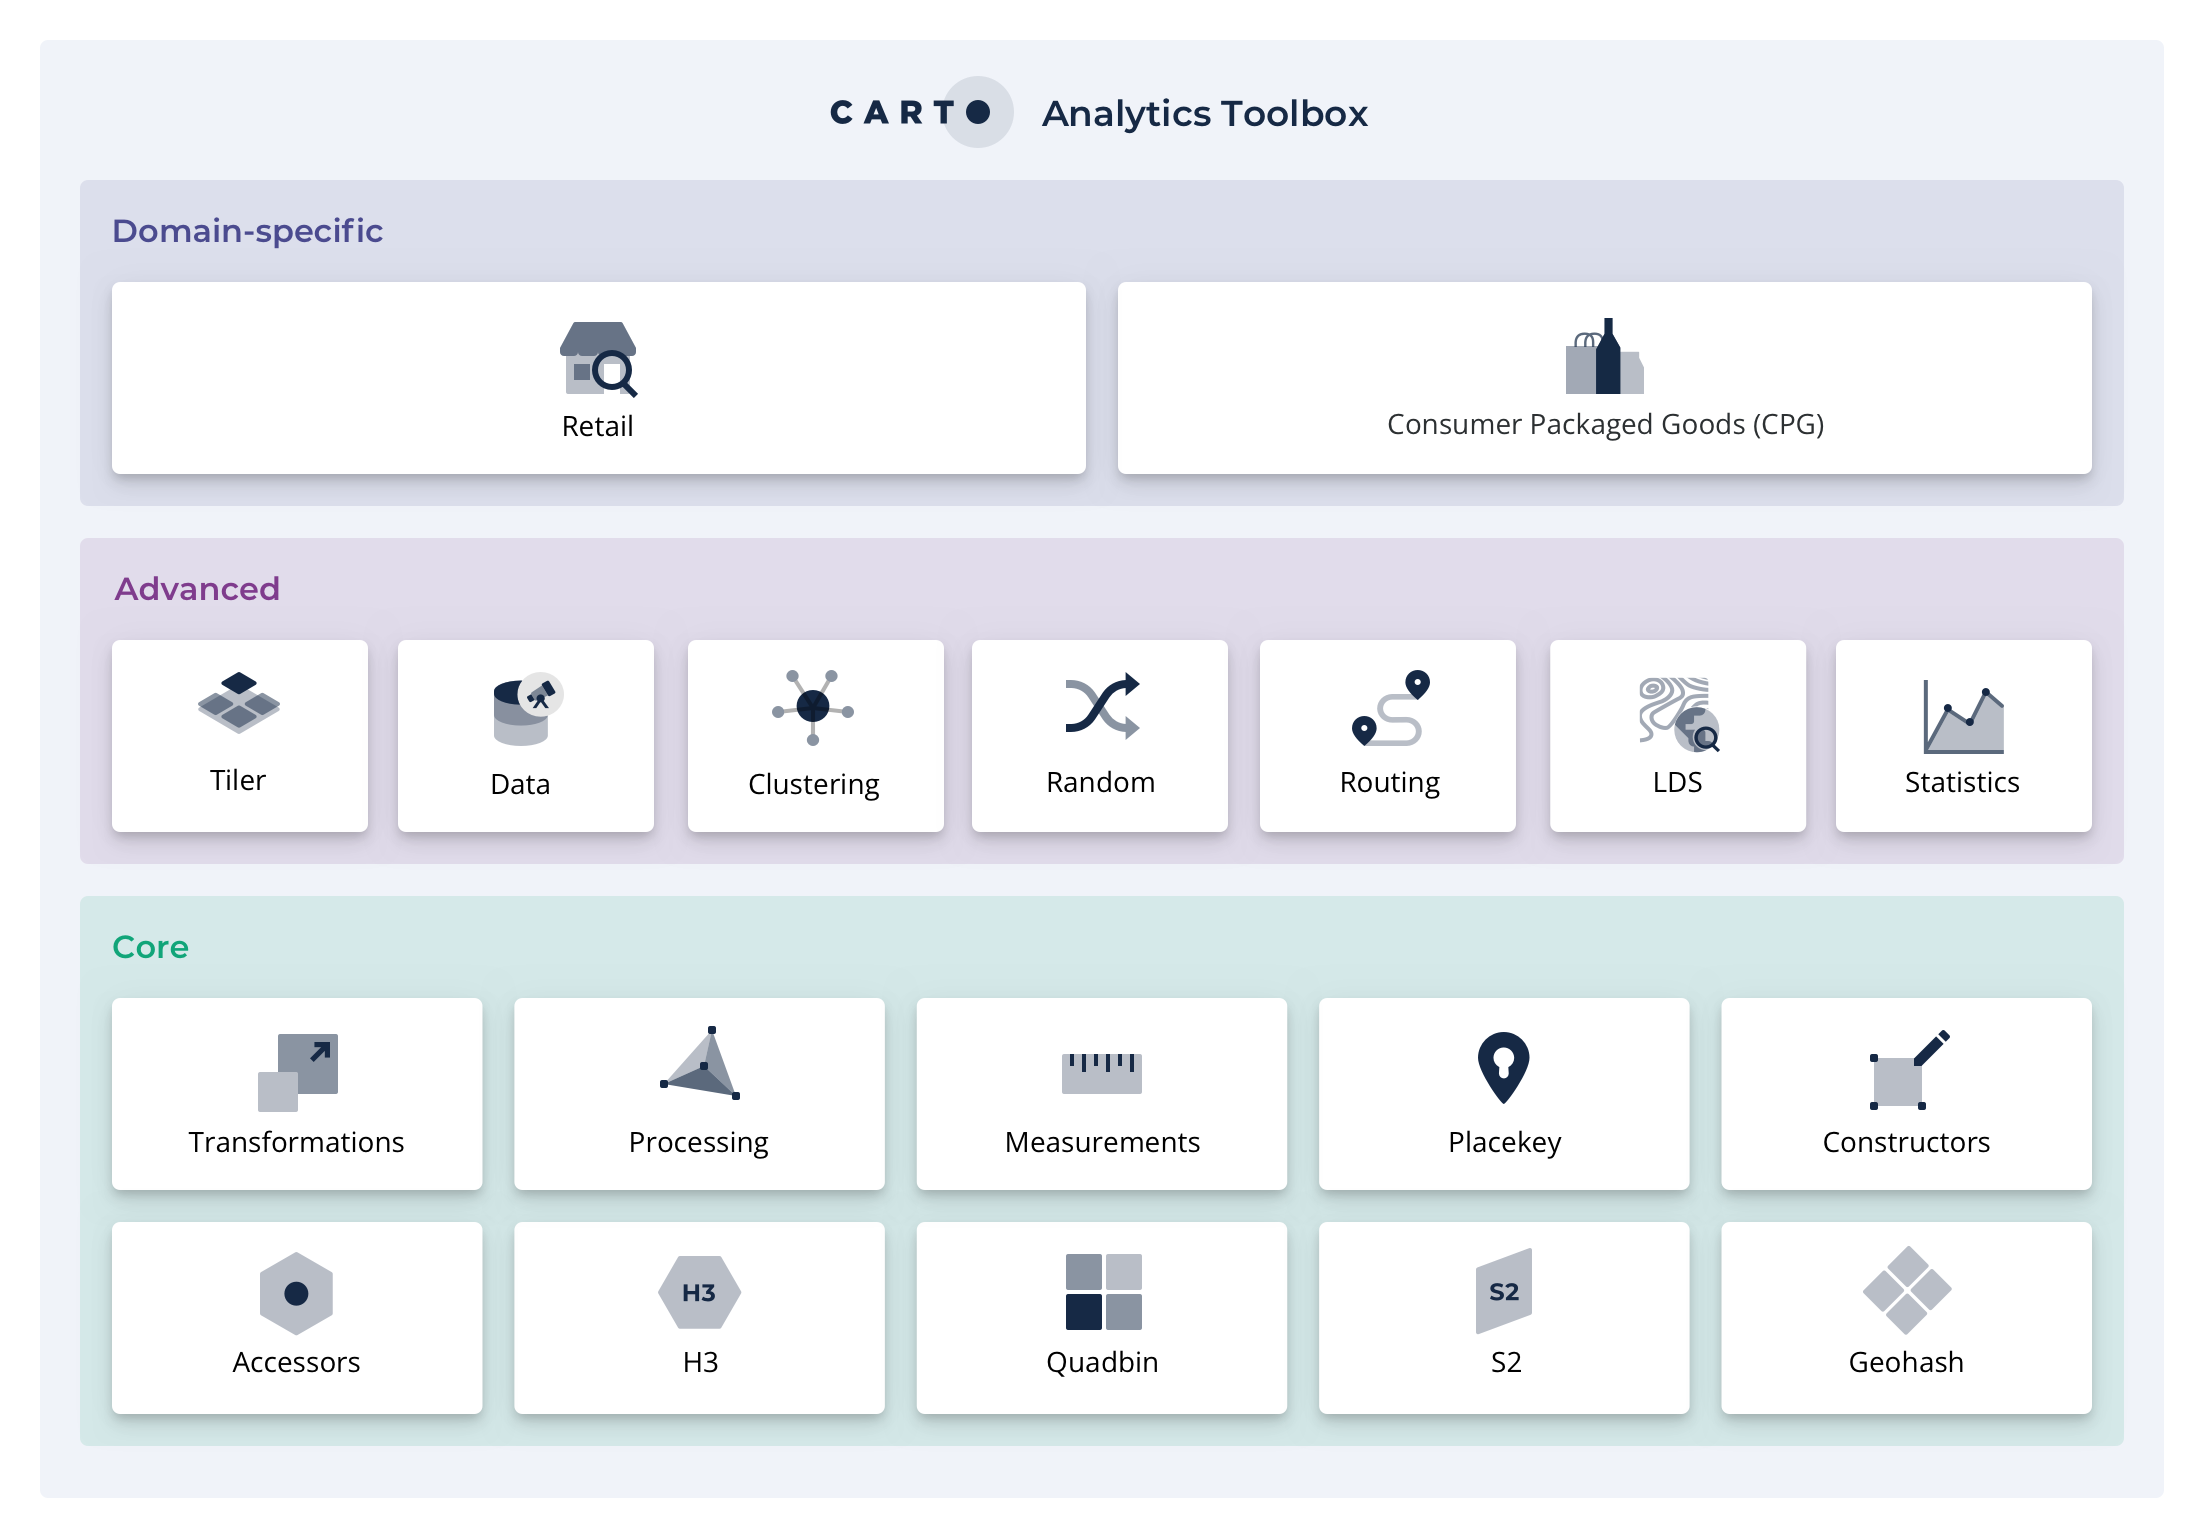 CARTO Analytics Toolbox
Domain-specific
Retail
Consumer Packaged Goods (CPG)
Advanced
Tiler
Data
Clustering
Random
Routing
LDS
Statistics
Core
Transformations
Processing
Measurements
Placekey
Constructors
Accessors
H3
H3
Quadbin
S2
S2
Geohash